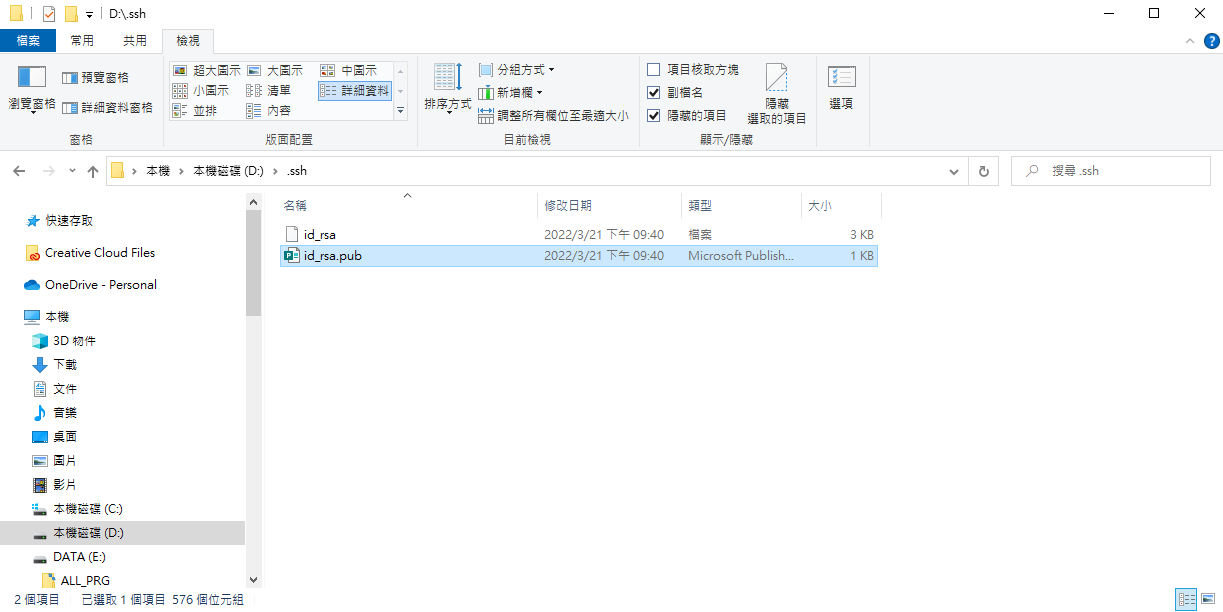 D:\.ssh
檔案 常用 共用 檢視
瀏覽窗格
預覽窗格
詳細資料窗格
窗格
超大圖示 大圖示 中圖示
小圖示 清單 詳細資料
並排 內容
版面配置
排序方式
分組方式
新增欄
調整所有欄位至最適大小
目前檢視
項目核取方塊
副檔名
隱藏的項目
隱藏
選取的項目
顯示/隱藏
選項
本機 本機磁碟 (D:) .ssh
搜尋 .ssh
快速存取
Creative Cloud Files
OneDrive - Personal
本機
3D 物件
下載
文件
音樂
桌面
圖片
影片
本機磁碟 (C:)
本機磁碟 (D:)
DATA (E:)
ALL_PRG
名稱 修改日期 類型 大小
id_rsa 2022/3/21 下午 09:40 檔案 3 KB
id_rsa.pub 2022/3/21 下午 09:40 Microsoft Publish... 1 KB
2 個項目 已選取 1 個項目 576 個位元組